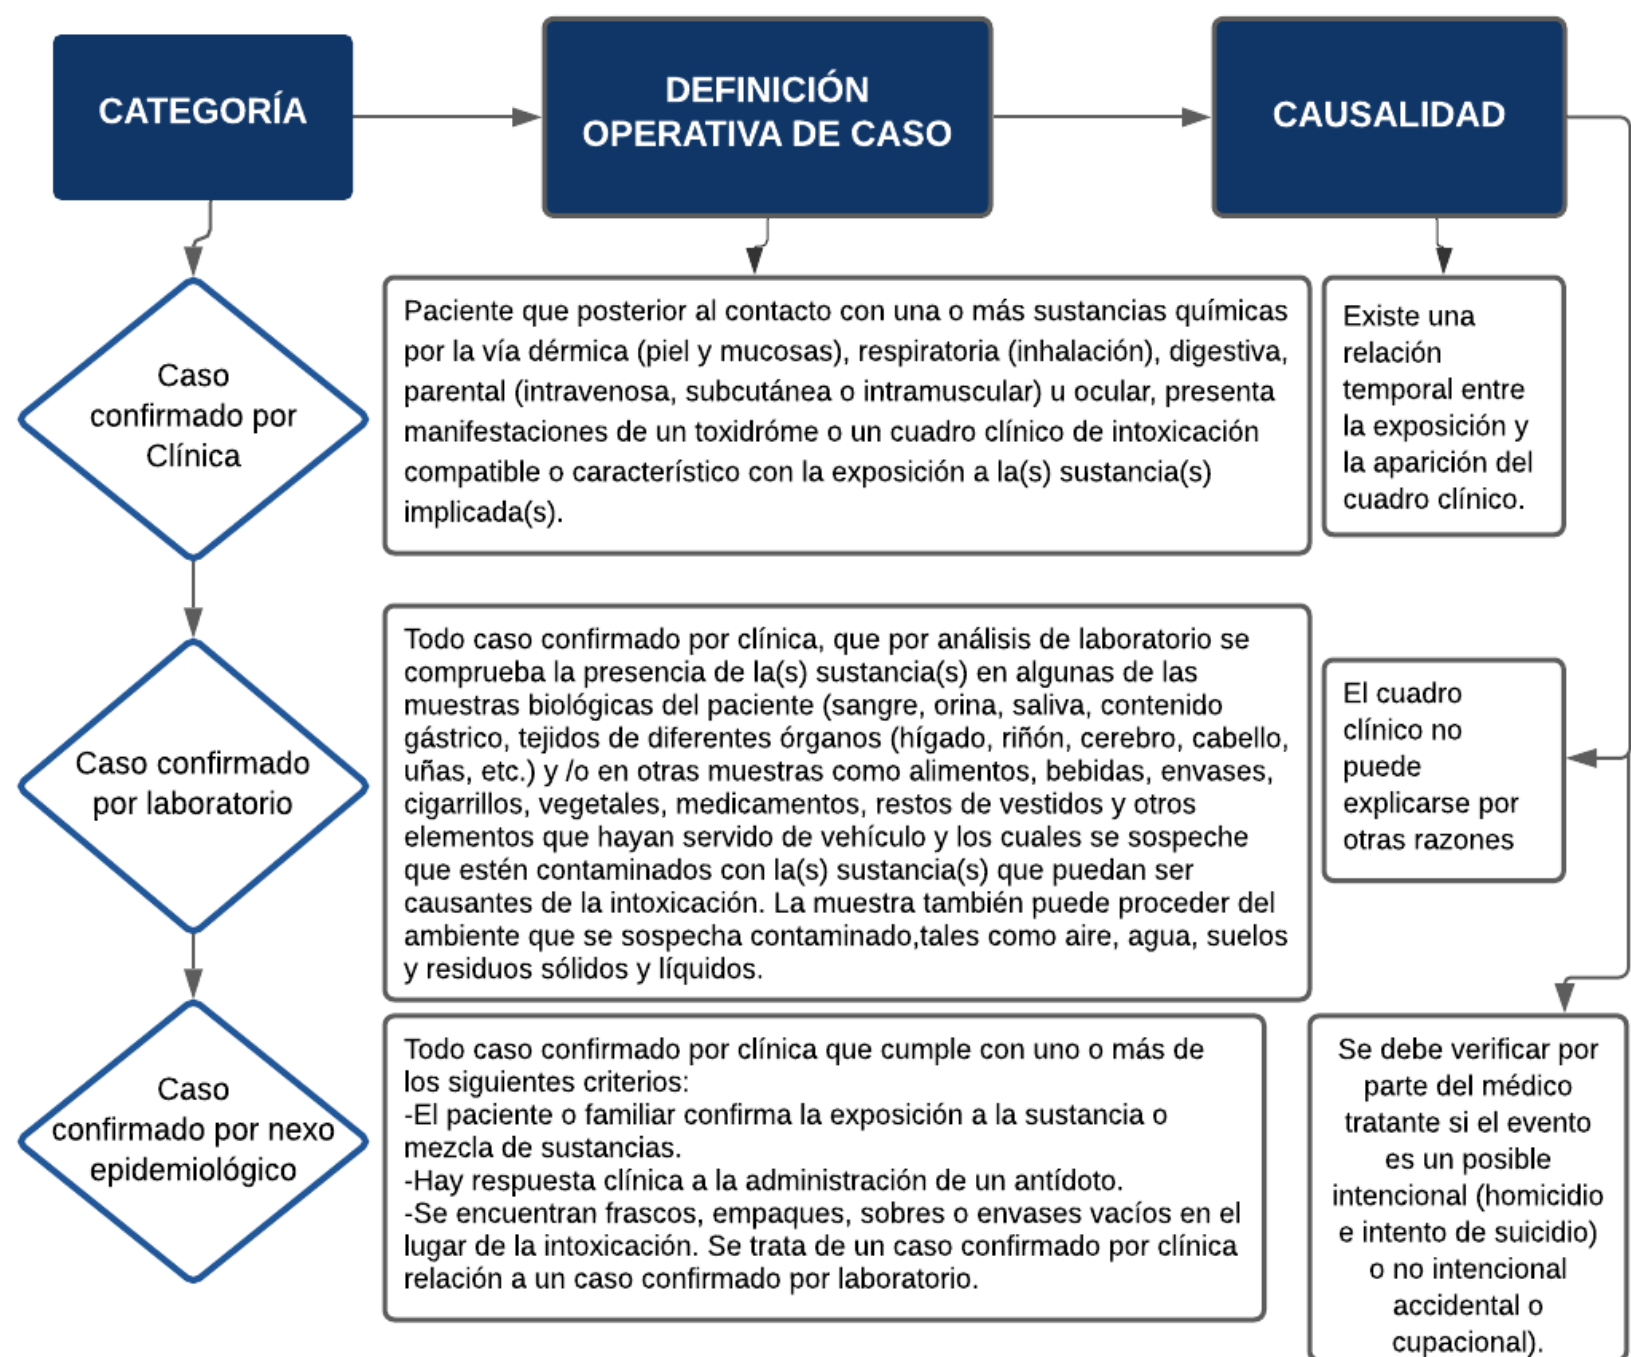 CATEGORÍA
DEFINICIÓN
OPERATIVA DE CASO
CAUSALIDAD
Caso
confirmado por
Clínica
Paciente que posterior al contacto con una o más sustancias químicas
por la vía dérmica (piel y mucosas), respiratoria (inhalación), digestiva,
parental (intravenosa, subcutánea o intramuscular) u ocular, presenta
manifestaciones de un toxidróme o un cuadro clínico de intoxicación
compatible o característico con la exposición a la(s) sustancia(s)
implicada(s).
Existe una
relación
temporal entre
la exposición y
la aparición del
cuadro clínico.
Caso confirmado
por laboratorio
Todo caso confirmado por clínica, que por análisis de laboratorio se
comprueba la presencia de la(s) sustancia(s) en algunas de las
muestras biológicas del paciente (sangre, orina, saliva, contenido
gástrico, tejidos de diferentes órganos (hígado, riñón, cerebro, cabello,
uñas, etc.) y /o en otras muestras como alimentos, bebidas, envases,
cigarrillos, vegetales, medicamentos, restos de vestidos y otros
elementos que hayan servido de vehículo y los cuales se sospeche
que estén contaminados con la(s) sustancia(s) que puedan ser
causantes de la intoxicación. La muestra también puede proceder del
ambiente que se sospecha contaminado,tales como aire, agua, suelos
y residuos sólidos y líquidos.
El cuadro
clínico no
puede
explicarse por
otras razones
Caso
confirmado por nexo
epidemiológico
Todo caso confirmado por clínica que cumple con uno o más de
los siguientes criterios:
-El paciente o familiar confirma la exposición a la sustancia o
mezcla de sustancias.
-Hay respuesta clínica a la administración de un antídoto.
-Se encuentran frascos, empaques, sobres o envases vacíos en el
lugar de la intoxicación. Se trata de un caso confirmado por clínica
relación a un caso confirmado por laboratorio.
Se debe verificar por
parte del médico
tratante si el evento
es un posible
intencional (homicidio
e intento de suicidio)
o no intencional
accidental o
cupacional).